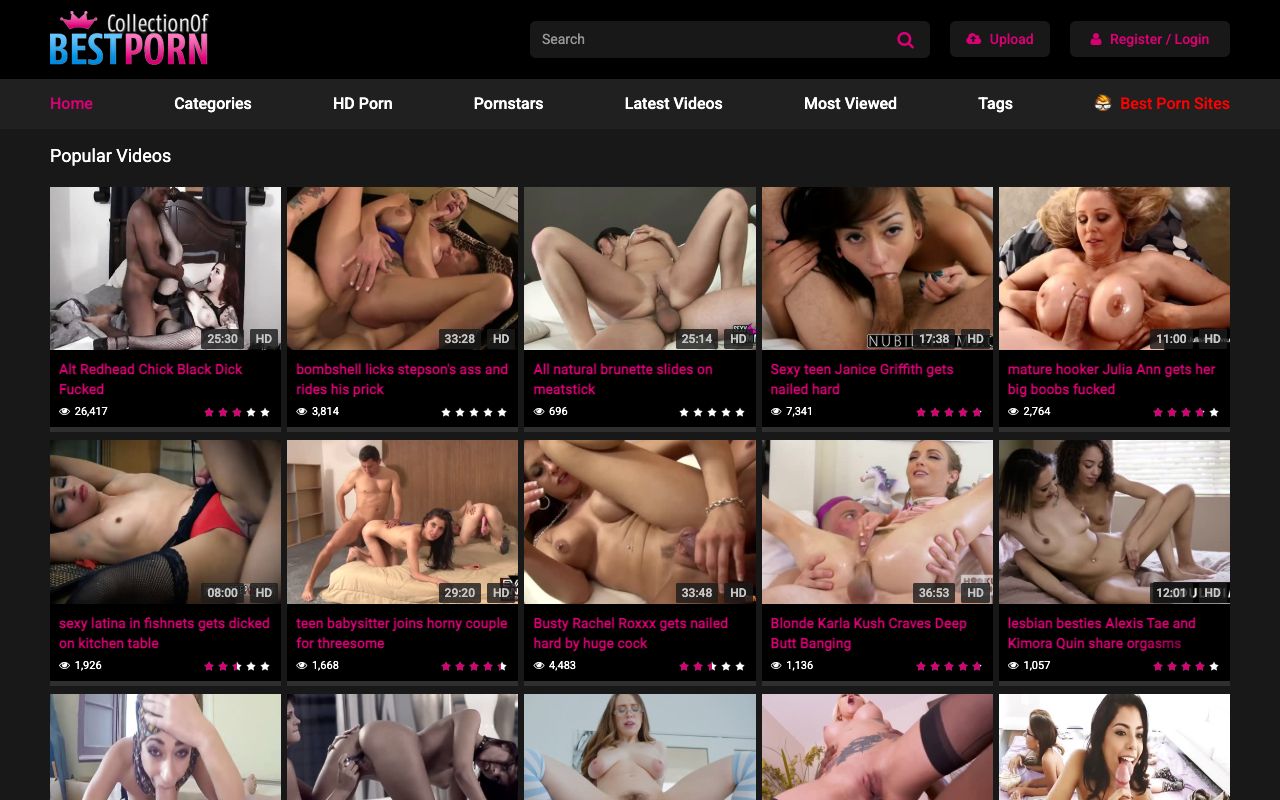 CollectionOf
BESTPORN
Search
Upload
Register / Login
Home
Categories
HD Porn
Pornstars
Latest Videos
Most Viewed
Tags
Best Porn Sites
Popular Videos
25:30 HD
33:28 HD
25:14 HD
17:38 HD
11:00 HD
Alt Redhead Chick Black Dick
Fucked
26,417
bombshell licks stepson's ass and
rides his prick
3,814
All natural brunette slides on
meatstick
696
Sexy teen Janice Griffith gets
nailed hard
7,341
mature hooker Julia Ann gets her
big boobs fucked
2,764
08:00 HD
29:20 HD
33:48 HD
36:53 HD
12:01 HD
sexy latina in fishnets gets dicked
on kitchen table
1,926
teen babysitter joins horny couple
for threesome
1,668
Busty Rachel Roxxx gets nailed
hard by huge cock
4,483
Blonde Karla Kush Craves Deep
Butt Banging
1,136
lesbian besties Alexis Tae and
Kimora Quin share orgasms
1,057